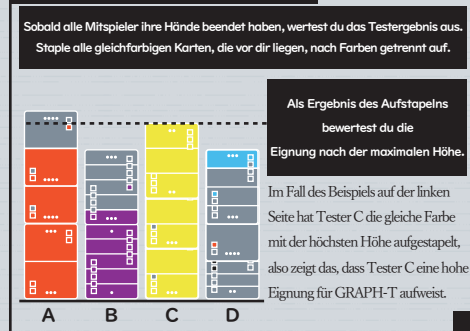 Sobald alle Mitspieler ihre Hände beendet haben, wertest du das Testergebnis aus.
Staple alle gleichfarbigen Karten, die vor dir liegen, nach Farben getrennt auf.
Als Ergebnis des Aufstapelns
bewertest du die
Eignung nach der maximalen Höhe.
Im Fall des Beispiels auf der linken
Seite hat Tester C die gleiche Farbe
mit der höchsten Höhe aufgestapelt,
also zeigt das, dass Tester C eine hohe
Eignung für GRAPH-T aufweist.
A B C D